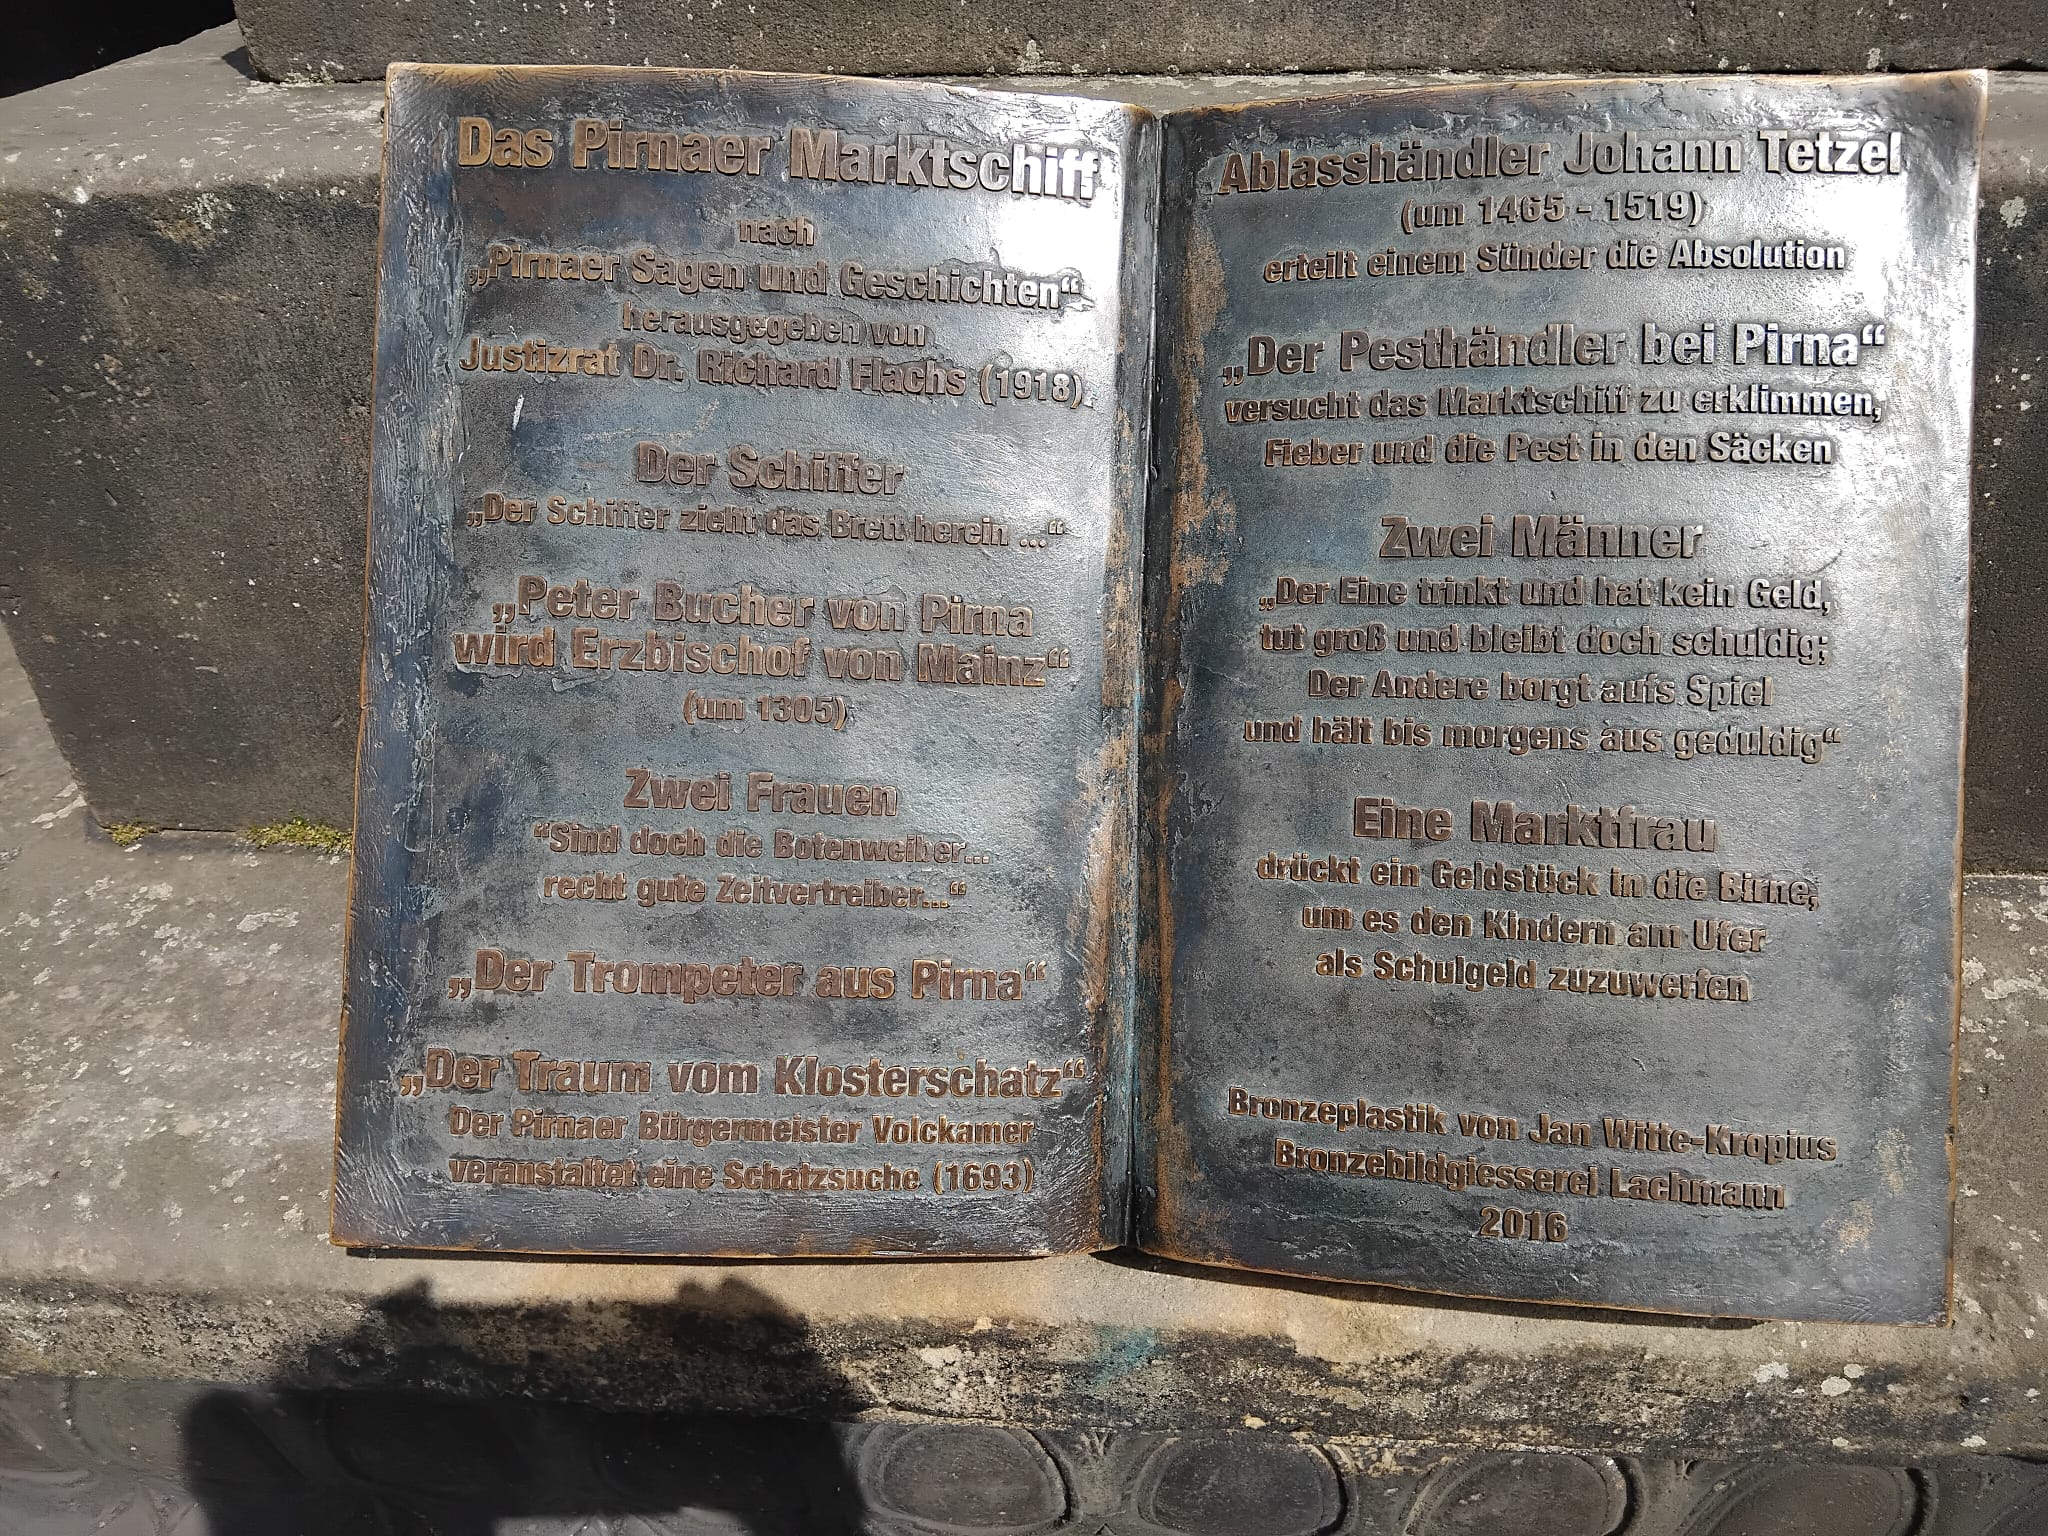 Das Pirnaer Marktschiff
nach
„Pirnaer Sagen und Geschichten“
herausgegeben von
Justizrat Dr. Richard Flachs (1918).
Der Schiffer
„Der Schiffer zieht das Brett herein ...“
„Peter Bucher von Pirna
wird Erzbischof von Mainz“
(um 1305)
Zwei Frauen
“Sind doch die Botenweiber...
recht gute Zeitvertreiber...“
„Der Trompeter aus Pirna“
„Der Traum vom Klosterschatz“
Der Pirnaer Bürgermeister Volckamer
veranstaltet eine Schatzsuche (1693)
Ablasshändler Johann Tetzel
(um 1465 - 1519)
erteilt einem Sünder die Absolution
„Der Pesthändler bei Pirna“
versucht das Marktschiff zu erklimmen,
Fieber und die Pest in den Säcken
Zwei Männer
„Der Eine trinkt und hat kein Geld,
tut groß und bleibt doch schuldig;
Der Andere borgt aufs Spiel
und hält bis morgens aus geduldig“
Eine Marktfrau
drückt ein Geldstück in die Birne,
um es den Kindern am Ufer
als Schulgeld zuzuwerfen
Bronzeplastik von Jan Witte-Kropius
Bronzebildgiesserei Lachmann
2016